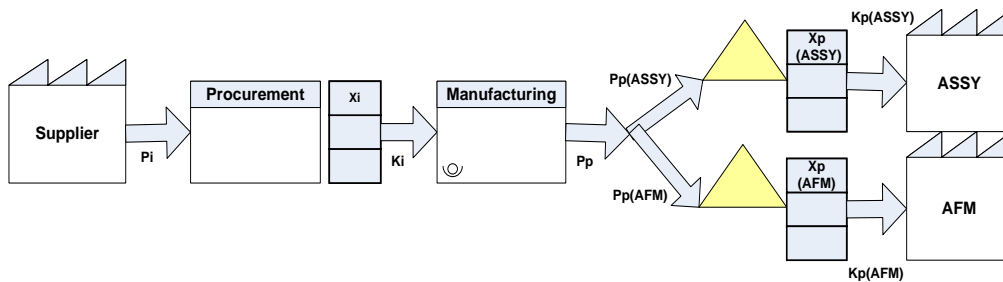 Supplier
Pi
Procurement
Xi
Ki
Manufacturing
Pp
Pp(ASSY)
Pp(AFM)
Xp
(ASSY)
Kp(ASSY)
ASSY
Xp
(AFM)
Kp(AFM)
AFM